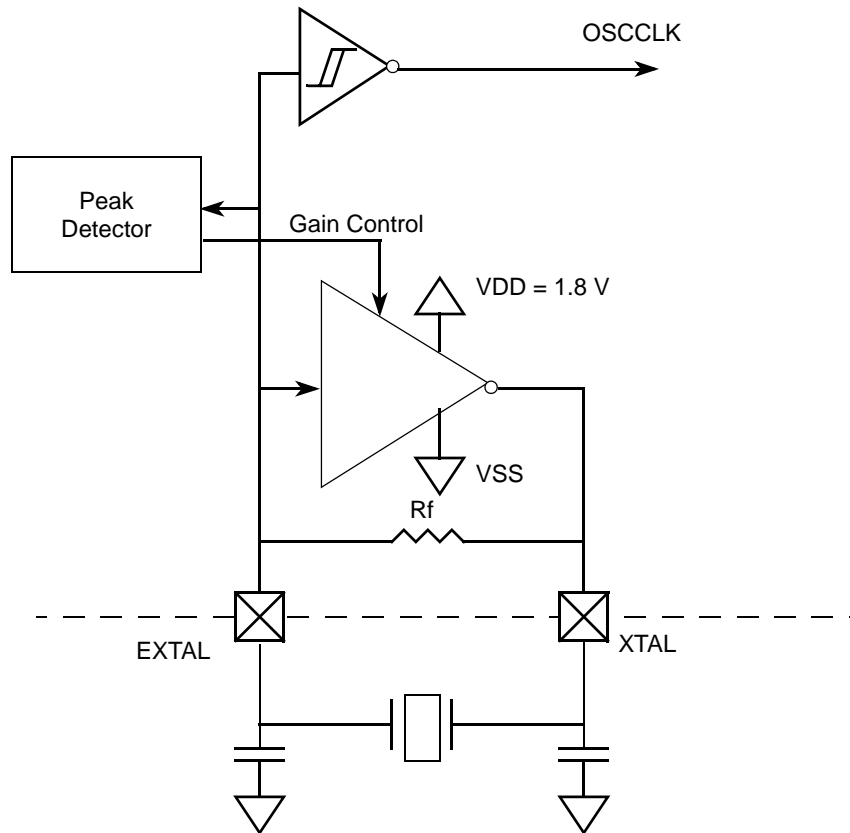 OSCCLK
Peak
Detector
Gain Control
VDD = 1.8 V
VSS
Rf
EXTAL
XTAL